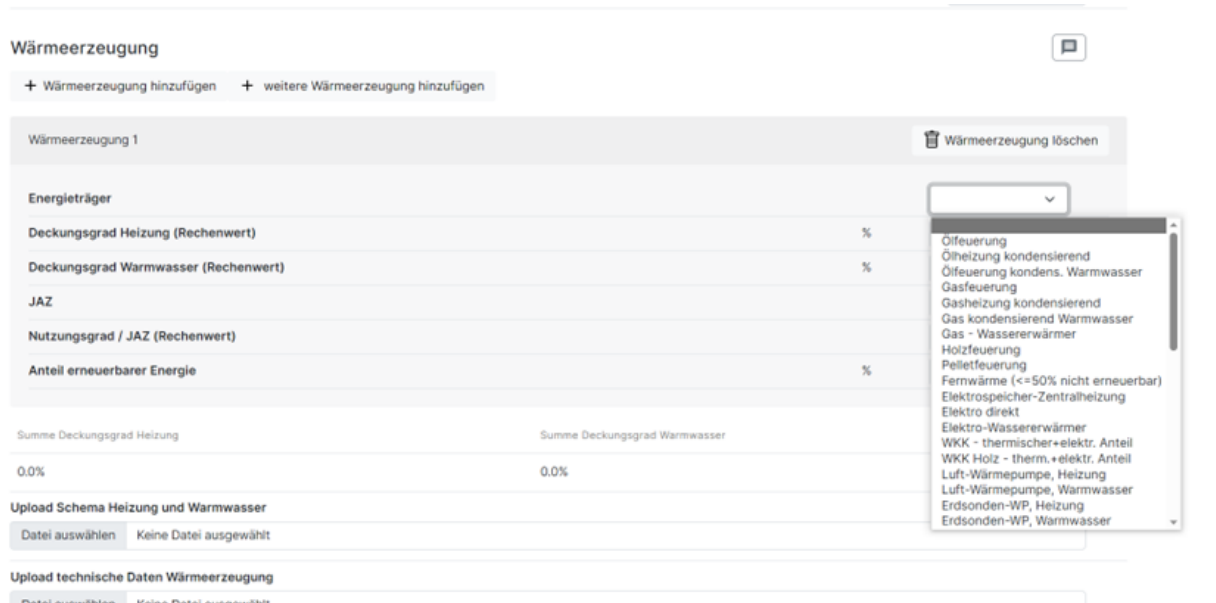 Wärmeerzeugung
+ Wärmeerzeugung hinzufügen + weitere Wärmeerzeugung hinzufügen
Wärmeerzeugung 1 Wärmeerzeugung löschen
Energieträger
Deckungsgrad Heizung (Rechenwert) %
Deckungsgrad Warmwasser (Rechenwert) %
JAZ
Nutzungsgrad / JAZ (Rechenwert)
Anteil erneuerbarer Energie %
Ölfeuerung
Ölheizung kondensierend
Ölfeuerung kondens. Warmwasser
Gasfeuerung
Gasheizung kondensierend
Gas kondensierend Warmwasser
Gas - Wassererwärmer
Holzfeuerung
Pelletfeuerung
Fernwärme (<=50% nicht erneuerbar)
Elektrospeicher-Zentralheizung
Elektro direkt
Elektro-Wassererwärmer
WKK - thermischer+elektr. Anteil
WKK Holz - therm.+elektr. Anteil
Luft-Wärmepumpe, Heizung
Luft-Wärmepumpe, Warmwasser
Erdsonden-WP, Heizung
Erdsonden-WP, Warmwasser
Summe Deckungsgrad Heizung Summe Deckungsgrad Warmwasser
0.0% 0.0%
Upload Schema Heizung und Warmwasser
Datei auswählen Keine Datei ausgewählt
Upload technische Daten Wärmeerzeugung
Datei auswählen Keine Datei ausgewählt